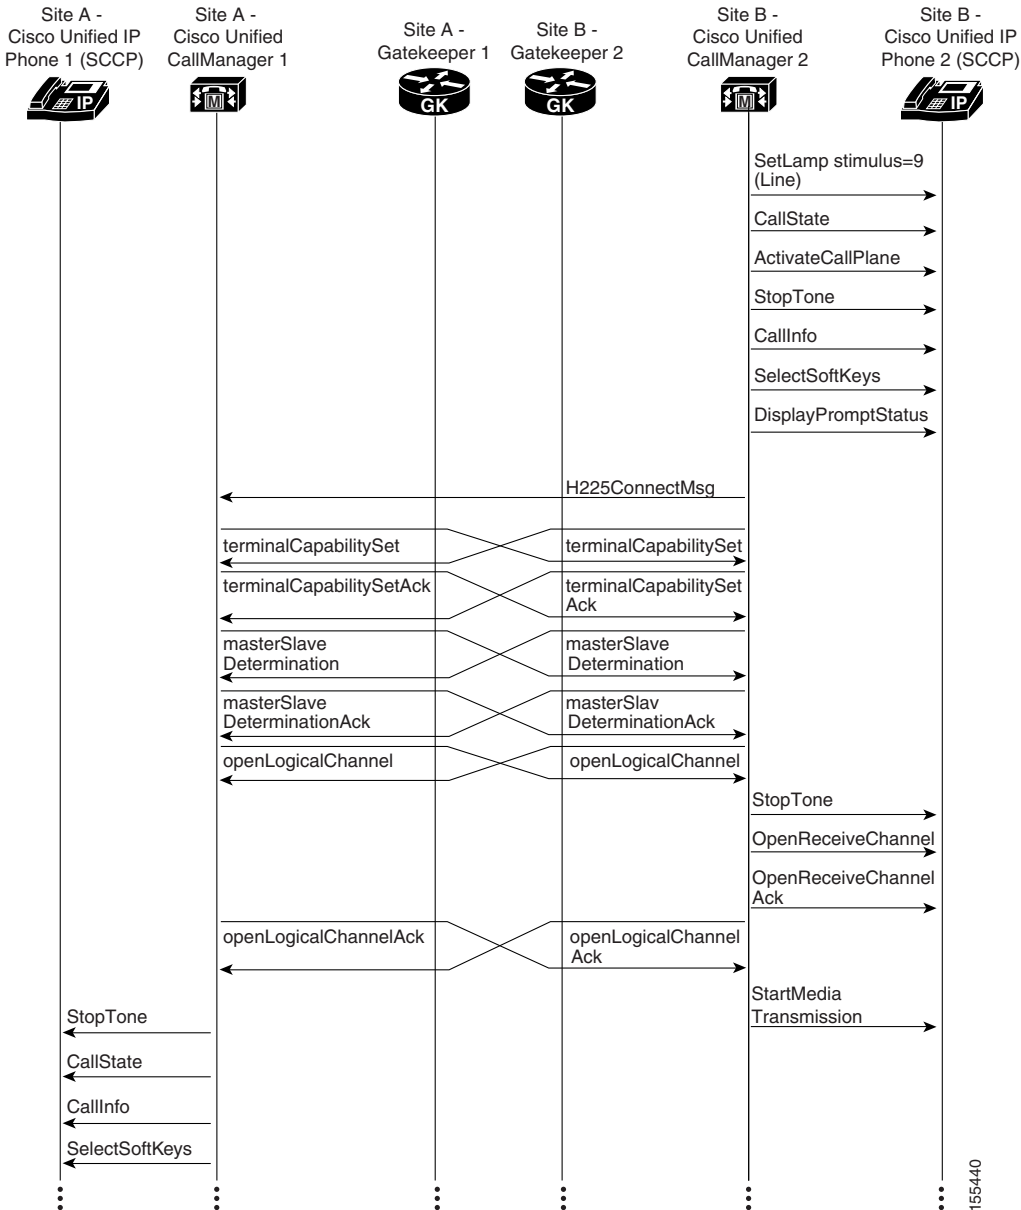 Site A -
Cisco Unified IP
Phone 1 (SCCP)
Site A -
Cisco Unified
CallManager 1
Site A -
Gatekeeper 1
Site B -
Gatekeeper 2
Site B -
Cisco Unified
CallManager 2
Site B -
Cisco Unified IP
Phone 2 (SCCP)
IP
M
GK
GK
M
IP
SetLamp stimulus=9
(Line)
CallState
ActivateCallPlane
StopTone
CallInfo
SelectSoftKeys
DisplayPromptStatus
H225ConnectMsg
terminalCapabilitySet
terminalCapabilitySet
terminalCapabilitySetAck
terminalCapabilitySet
Ack
masterSlave
Determination
masterSlave
Determination
masterSlave
DeterminationAck
masterSlav
DeterminationAck
openLogicalChannel
openLogicalChannel
StopTone
OpenReceiveChannel
OpenReceiveChannel
Ack
openLogicalChannelAck
openLogicalChannel
Ack
StartMedia
Transmission
StopTone
CallState
CallInfo
SelectSoftKeys
155440